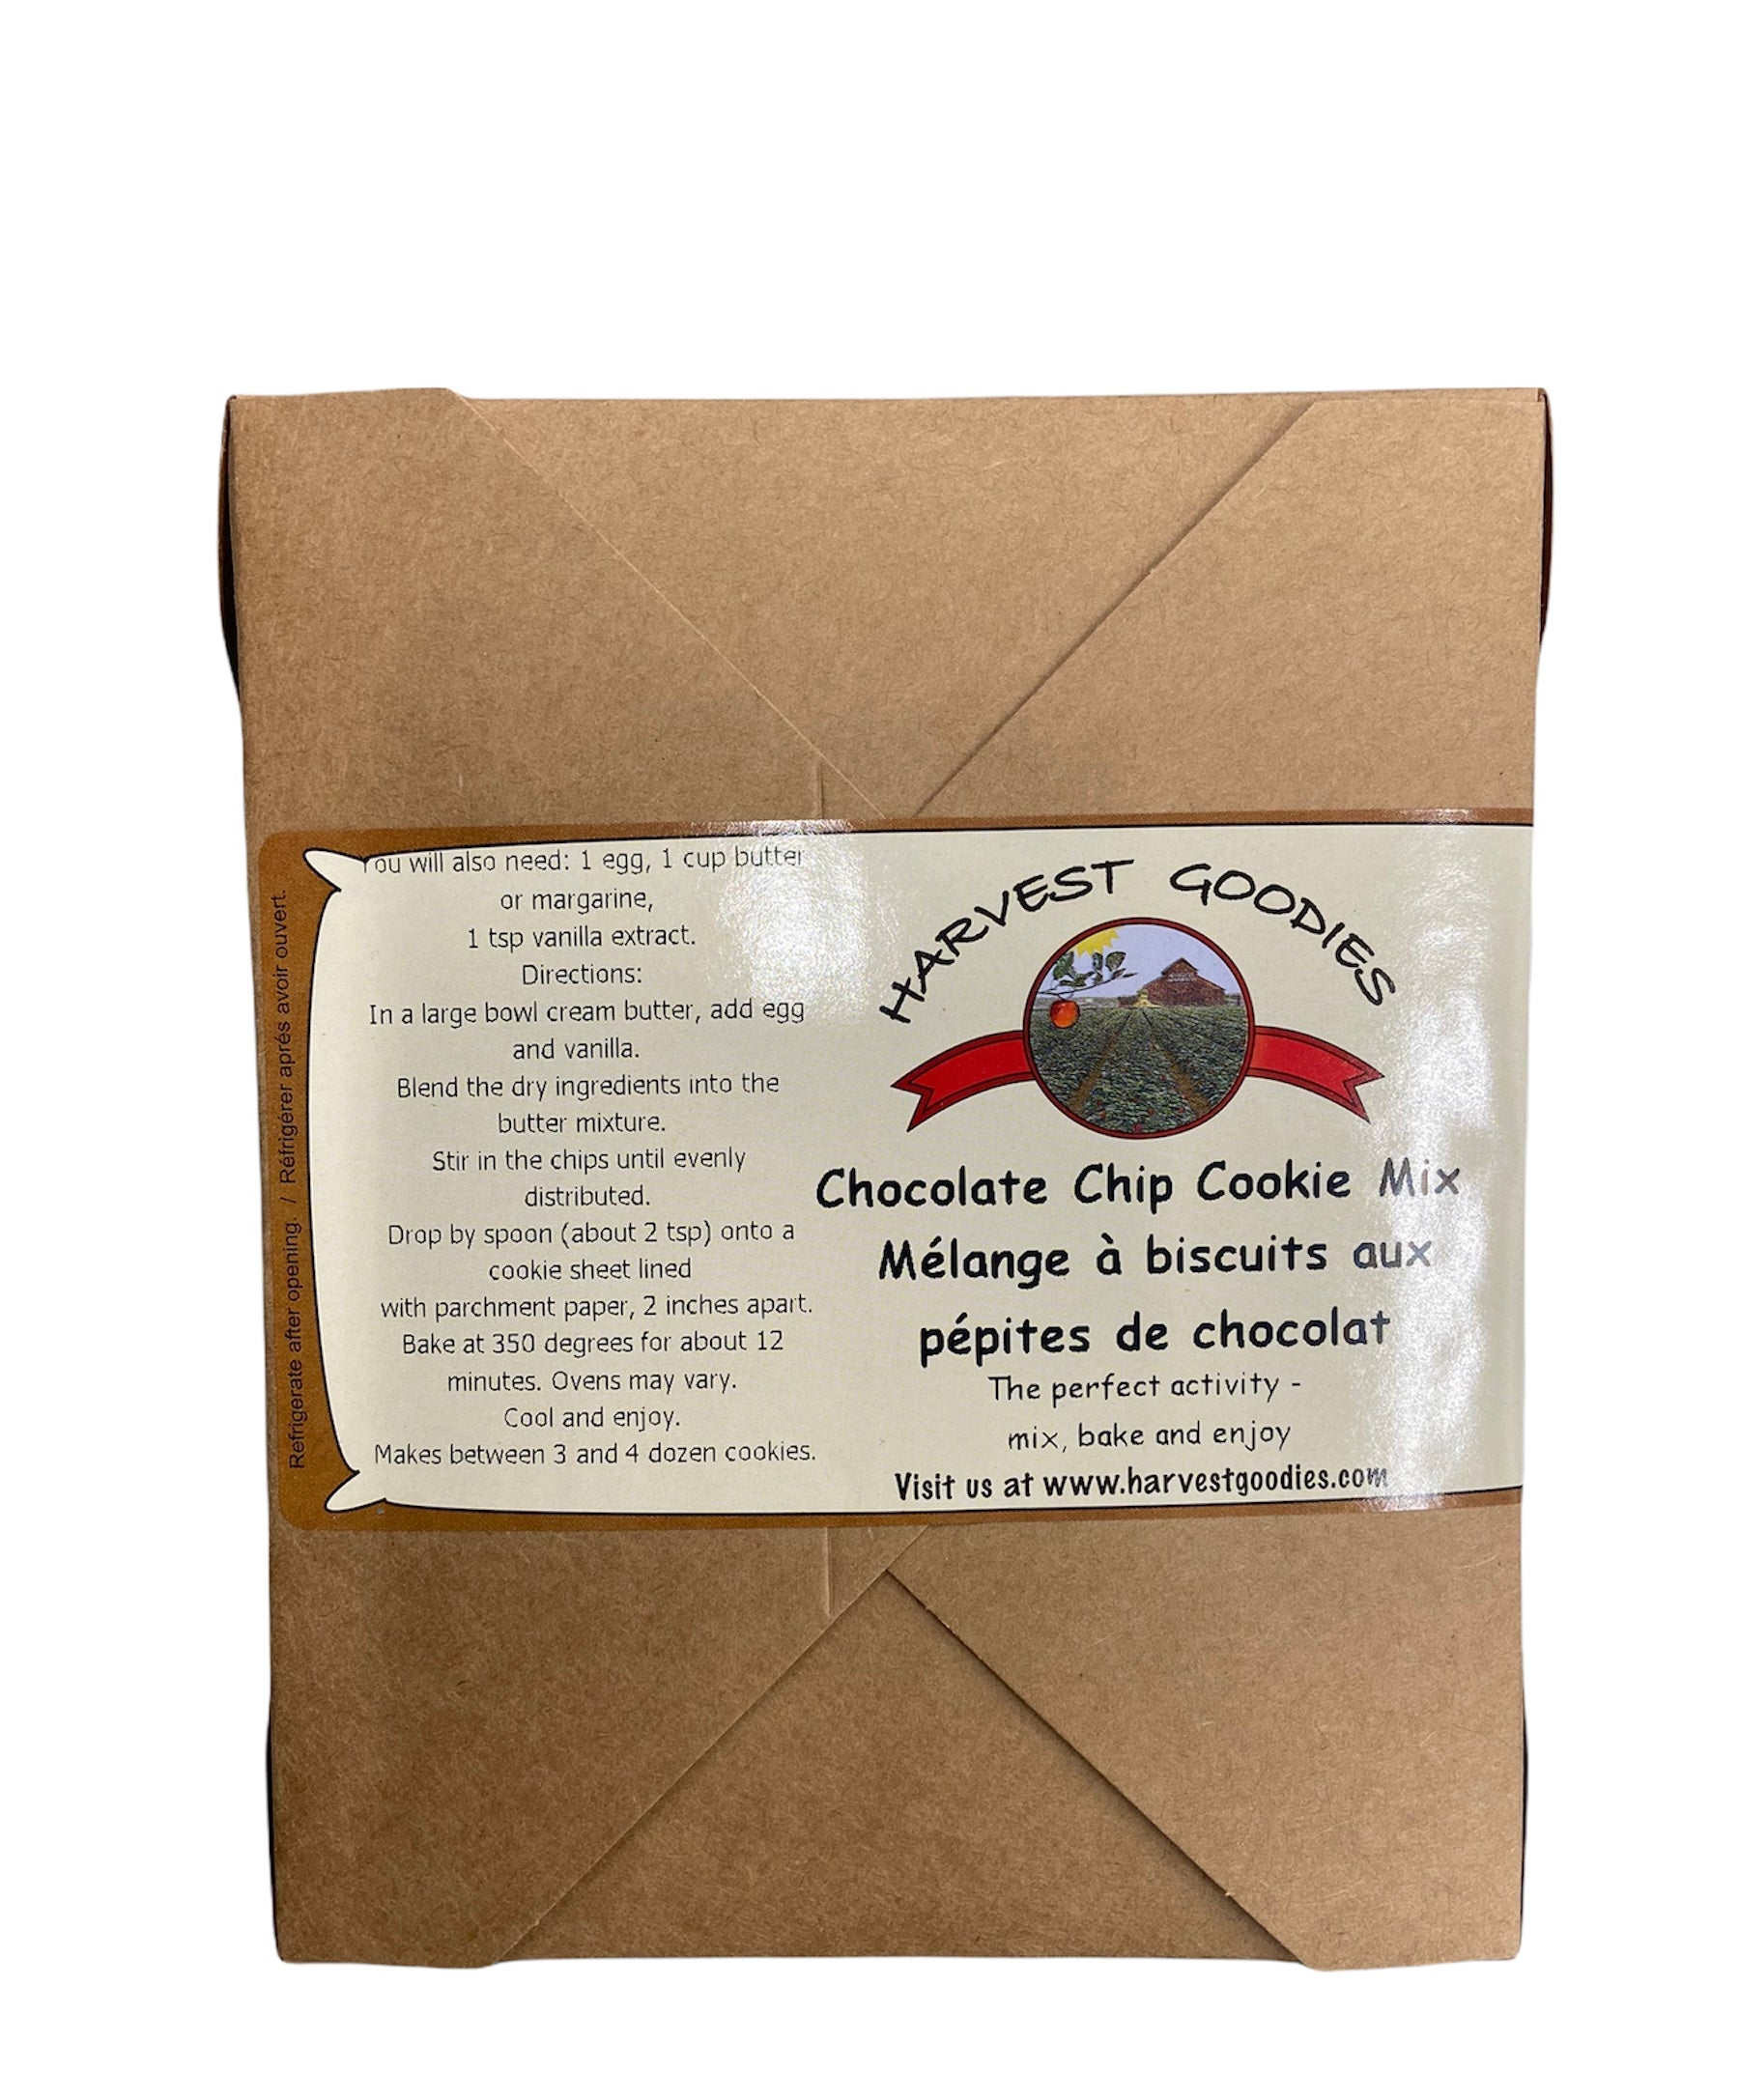 Refrigerate after opening. / Réfrigérer aprés avoir ouvert.
You will also need: 1 egg, 1 cup butter
or margarine,
1 tsp vanilla extract.
Directions:
In a large bowl cream butter, add egg
and vanilla.
Blend the dry ingredients into the
butter mixture.
Stir in the chips until evenly
distributed.
Drop by spoon (about 2 tsp) onto a
cookie sheet lined
with parchment paper, 2 inches apart.
Bake at 350 degrees for about 12
minutes. Ovens may vary.
Cool and enjoy.
Makes between 3 and 4 dozen cookies.
HARVEST GOODIES
Chocolate Chip Cookie Mix
Mélange à biscuits aux
pépites de chocolat
The perfect activity -
mix, bake and enjoy
Visit us at www.harvestgoodies.com